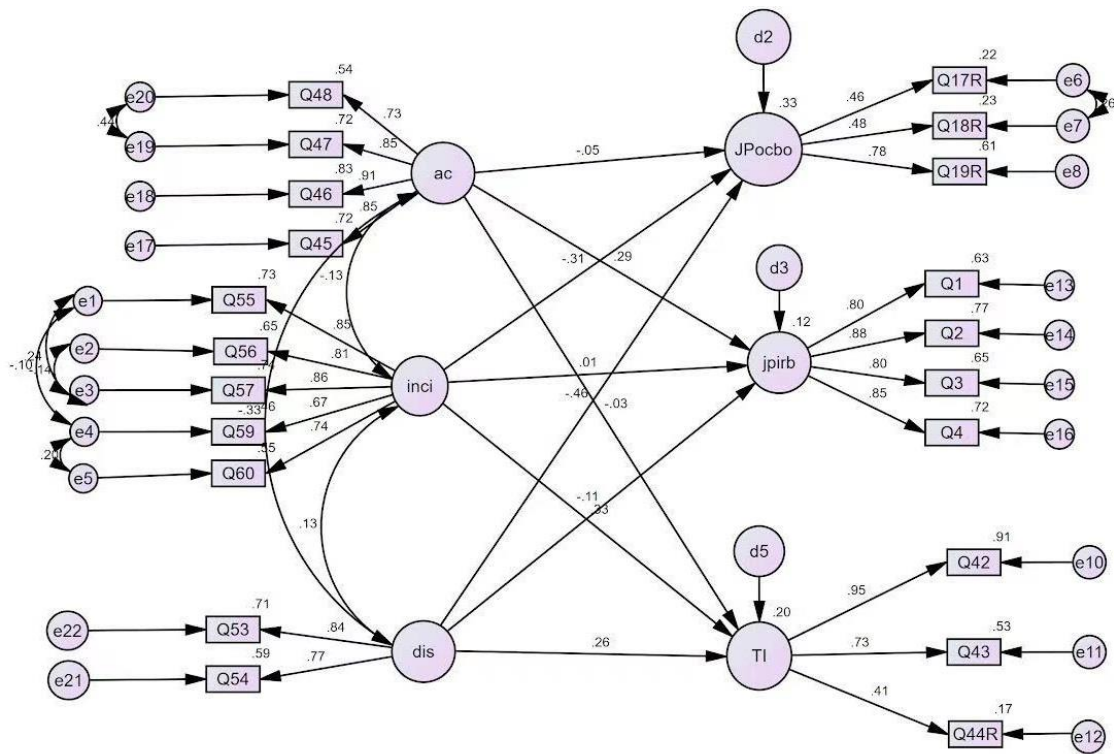 d2
.54
.22
e20
Q48
.73
.33
.46
Q17R
e6
.44
.72
.26
e19
Q47
.85
.48
.23
Q18R
e7
JPocbo
-.05
.78
.61
.83
.91
ac
Q19R
e8
e18
Q46
.85
.72
e17
Q45
-.31
.29
d3
.63
-.13
Q1
e13
.73
.80
e1
Q55
.12
.77
.65
.85
.88
Q2
e14
e2
Q56
.81
.01
jpirb
.24
-.10
-.14
.74
.86
inci
.80
.65
e3
Q57
Q3
e15
-.33
.46
.67
-.46
-.03
.85
.72
e4
Q59
.74
Q4
e16
.20
.55
e5
Q60
-.11
.33
.13
d5
.91
Q42
e10
.71
.95
e22
Q53
.84
.20
.53
dis
.26
TI
.73
Q43
e11
.59
.77
e21
Q54
.41
.17
Q44R
e12